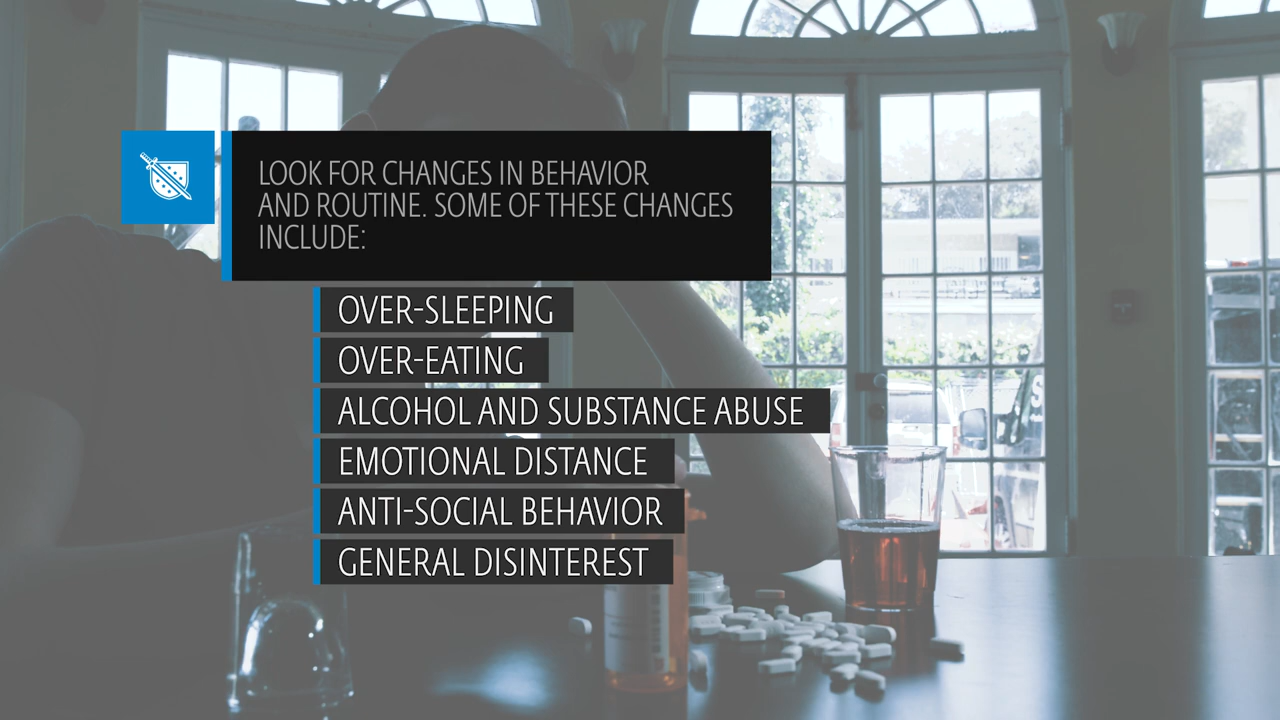 LOOK FOR CHANGES IN BEHAVIOR
AND ROUTINE. SOME OF THESE CHANGES
INCLUDE:
OVER-SLEEPING
OVER-EATING
ALCOHOL AND SUBSTANCE ABUSE
EMOTIONAL DISTANCE
ANTI-SOCIAL BEHAVIOR
GENERAL DISINTEREST